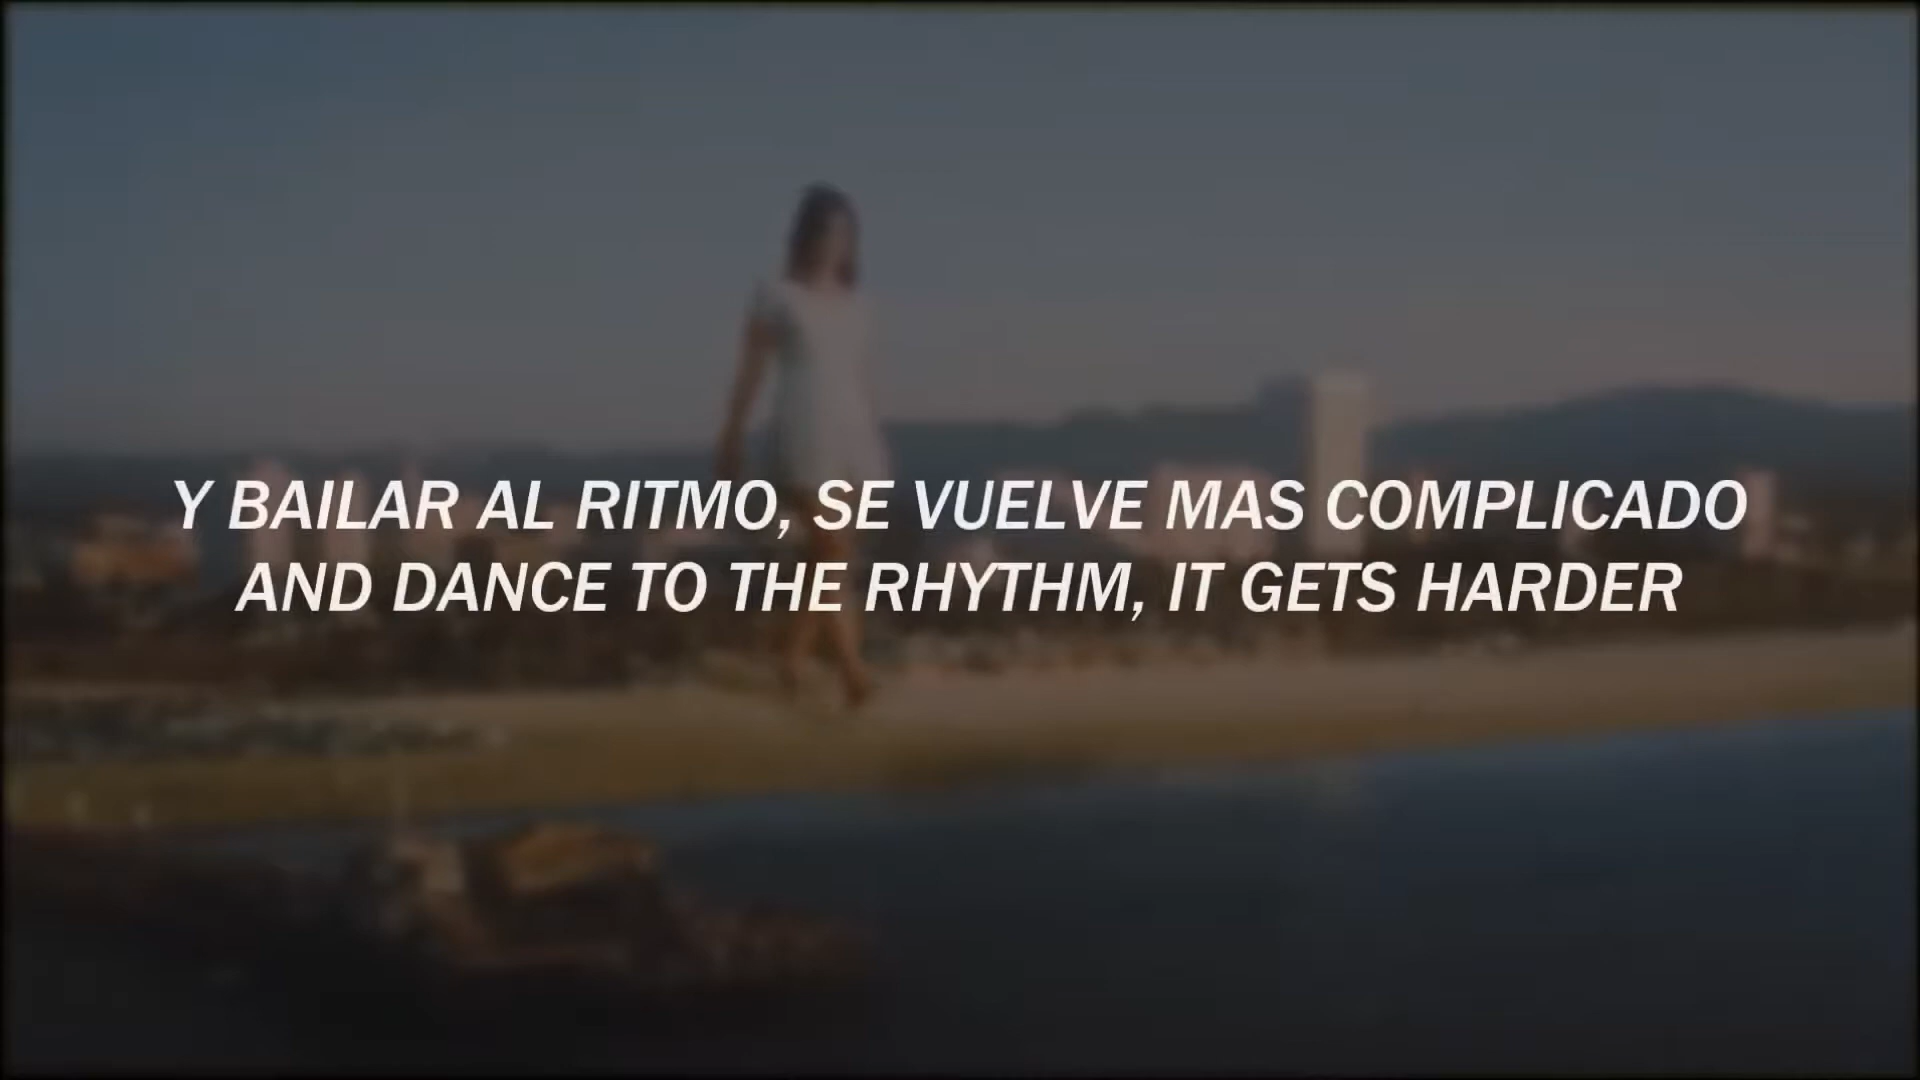 Y BAILAR AL RITMO, SE VUELVE MAS COMPLICADO
AND DANCE TO THE RHYTHM, IT GETS HARDER